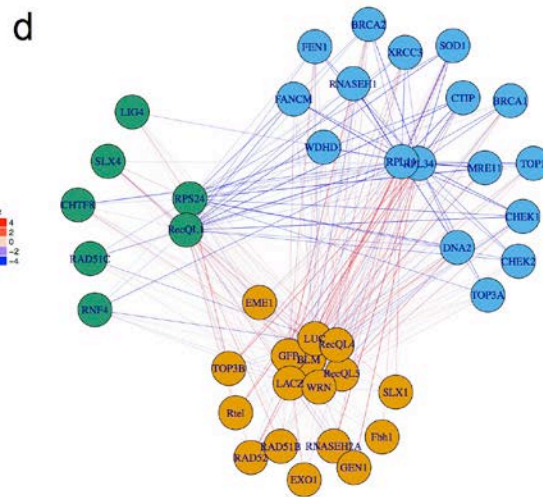 d
BRCA2
FEN1
XRCC3
SOD1
RNASEH1
FANCM
CTIP
BRCA1
LIG4
WDHD1
SLX4
RPL34
MRE11
CHTF8
RPS24
RecQL1
CHEK1
4
2
0
−2
−4
RAD51C
DNA2
CHEK2
TOP3A
RNF4
EME1
LUC
RecQL4
GFP
BLM
TOP3B
RecQL5
LACZ
WRN
SLX1
Rtel
Fbh1
RAD51B
RNASEH2A
RAD52
GEN1
EXO1